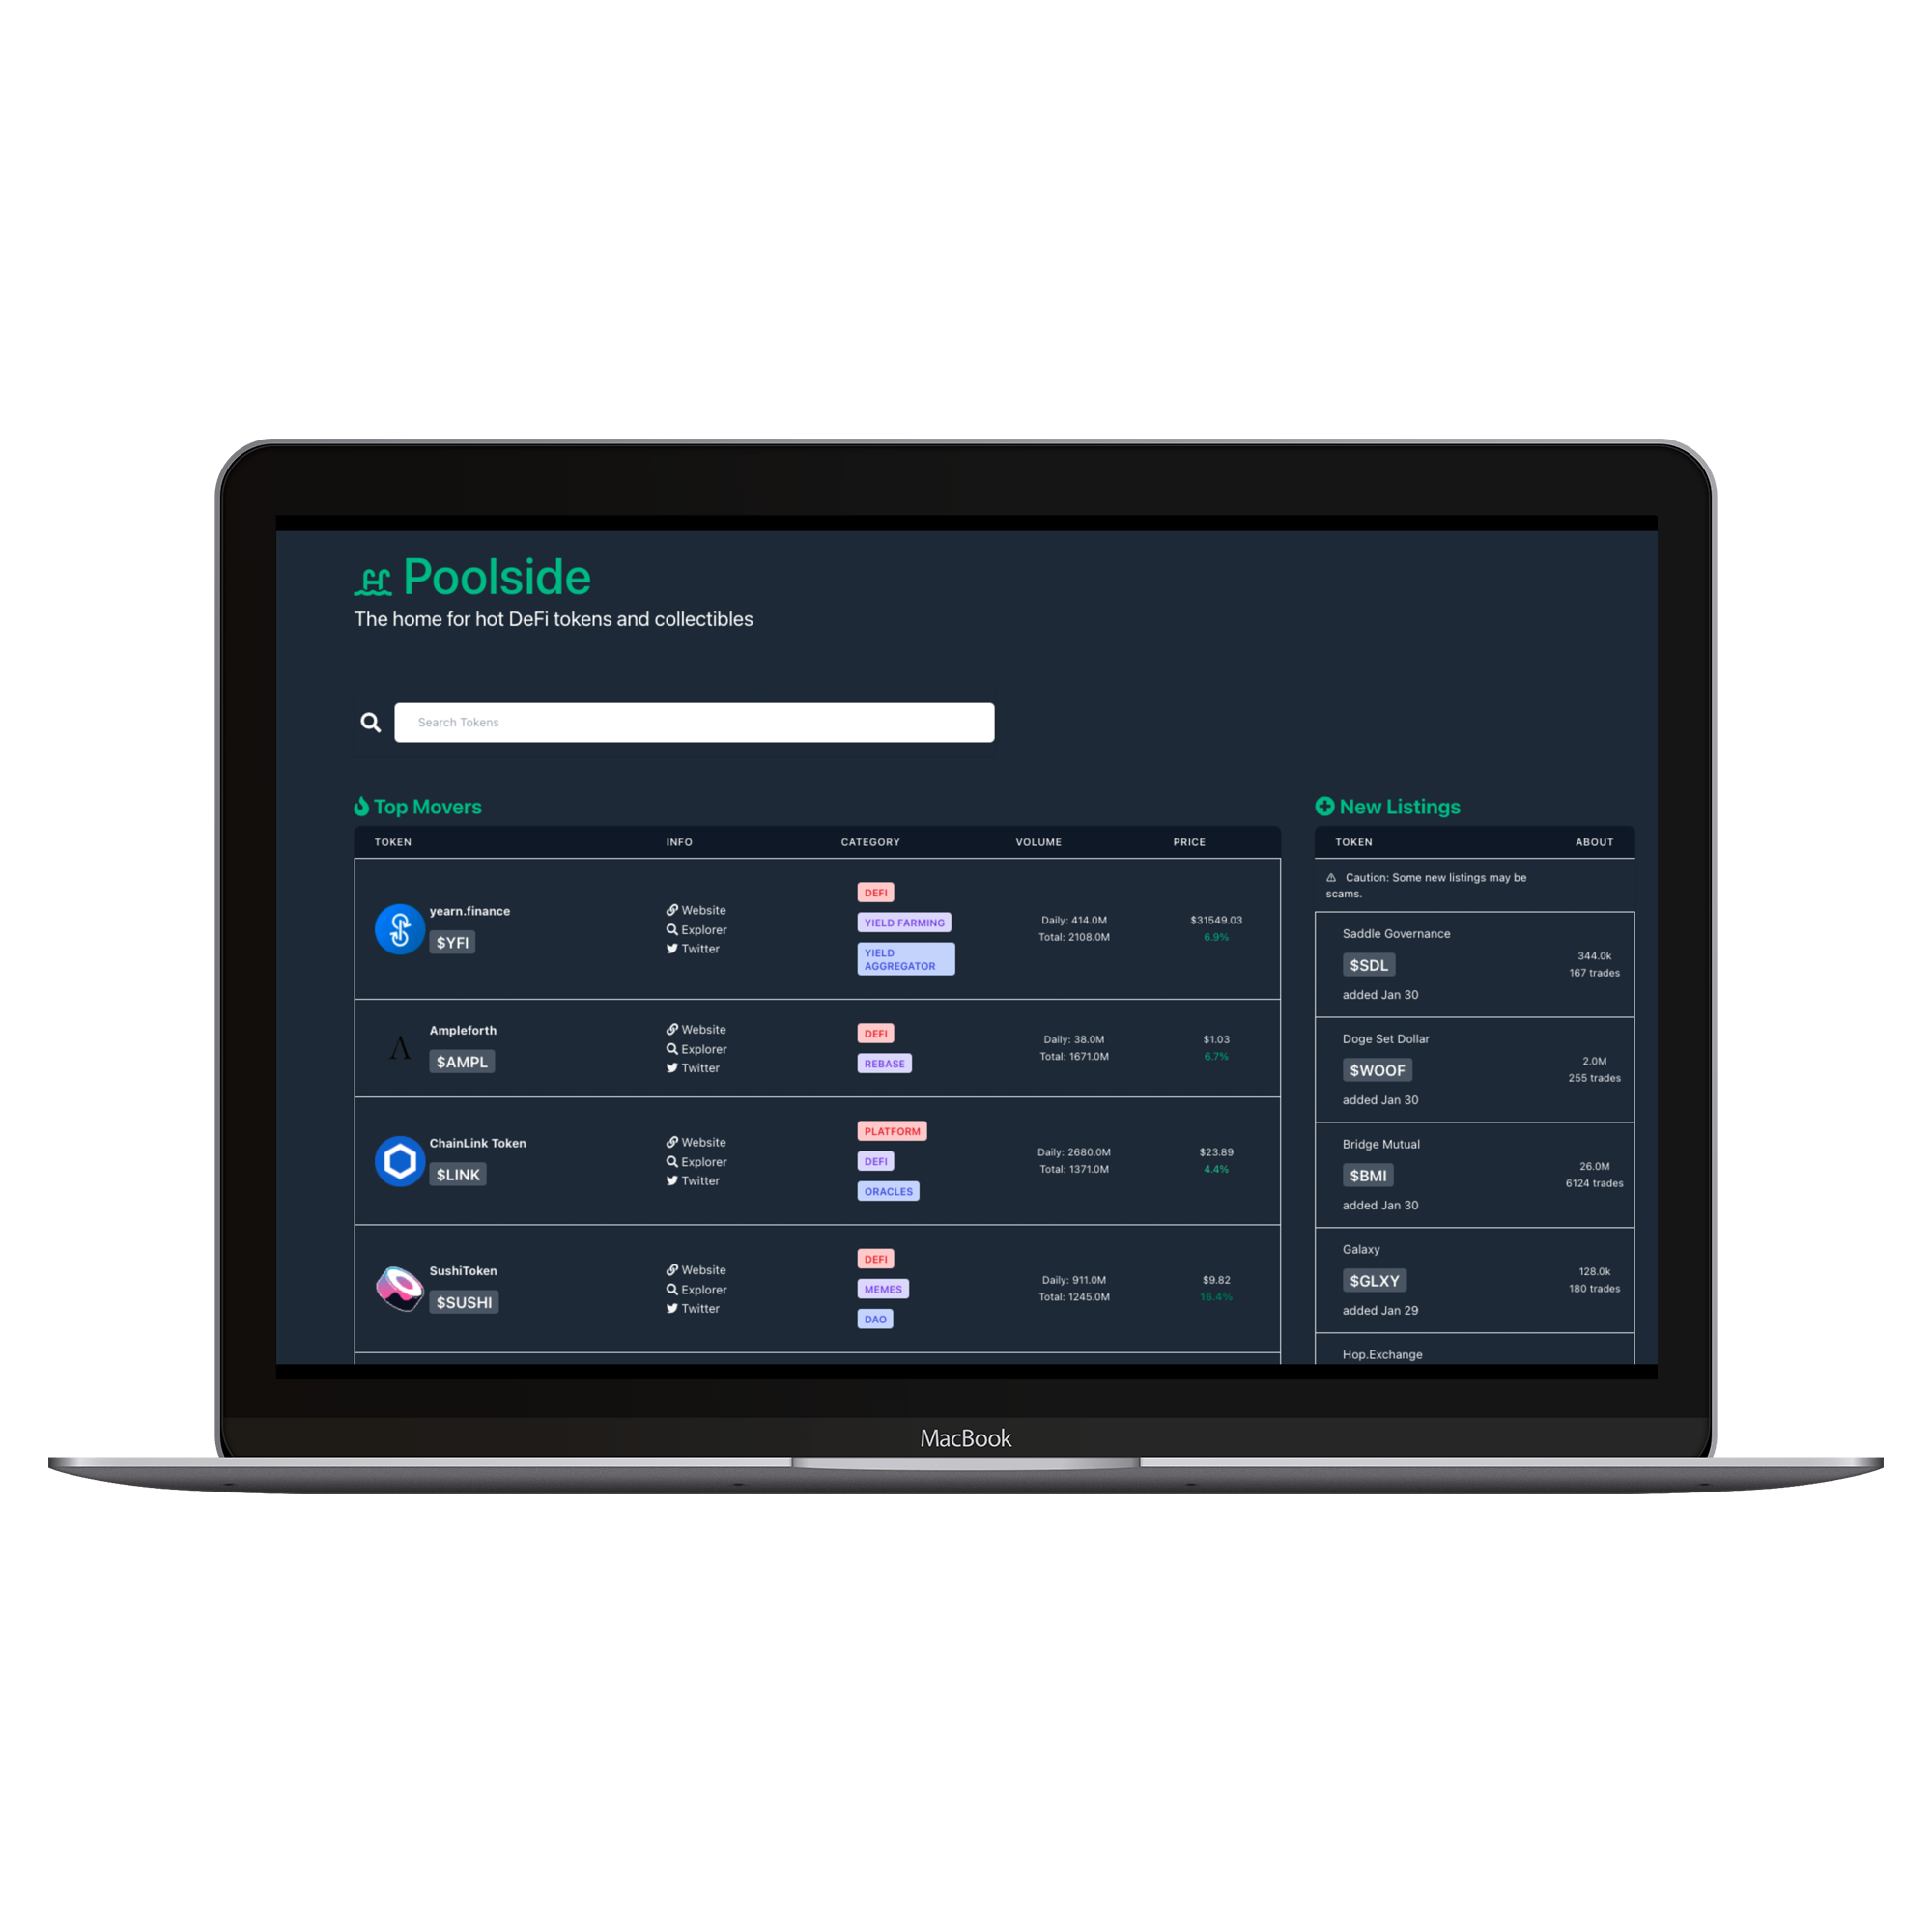 Poolside
The home for hot DeFi tokens and collectibles
Search Tokens
Top Movers
TOKEN INFO CATEGORY VOLUME PRICE
yearn.finance
$YFI
Website
Explorer
Twitter
DEFI
YIELD FARMING
YIELD
AGGREGATOR
Daily: 414.0M
Total: 2108.0M
$31549.03
6.9%
Ampleforth
$AMPL
Website
Explorer
Twitter
DEFI
REBASE
Daily: 38.0M
Total: 1671.0M
$1.03
6.7%
ChainLink Token
$LINK
Website
Explorer
Twitter
PLATFORM
DEFI
ORACLES
Daily: 2680.0M
Total: 1371.0M
$23.89
4.4%
SushiToken
$SUSHI
Website
Explorer
Twitter
DEFI
MEMES
DAO
Daily: 911.0M
Total: 1245.0M
$9.82
16.4%
New Listings
TOKEN ABOUT
Caution: Some new listings may be
scams.
Saddle Governance
$SDL
added Jan 30
344.0k
167 trades
Doge Set Dollar
$WOOF
added Jan 30
2.0M
255 trades
Bridge Mutual
$BMI
added Jan 30
26.0M
6124 trades
Galaxy
$GLXY
added Jan 29
128.0k
180 trades
Hop.Exchange
MacBook